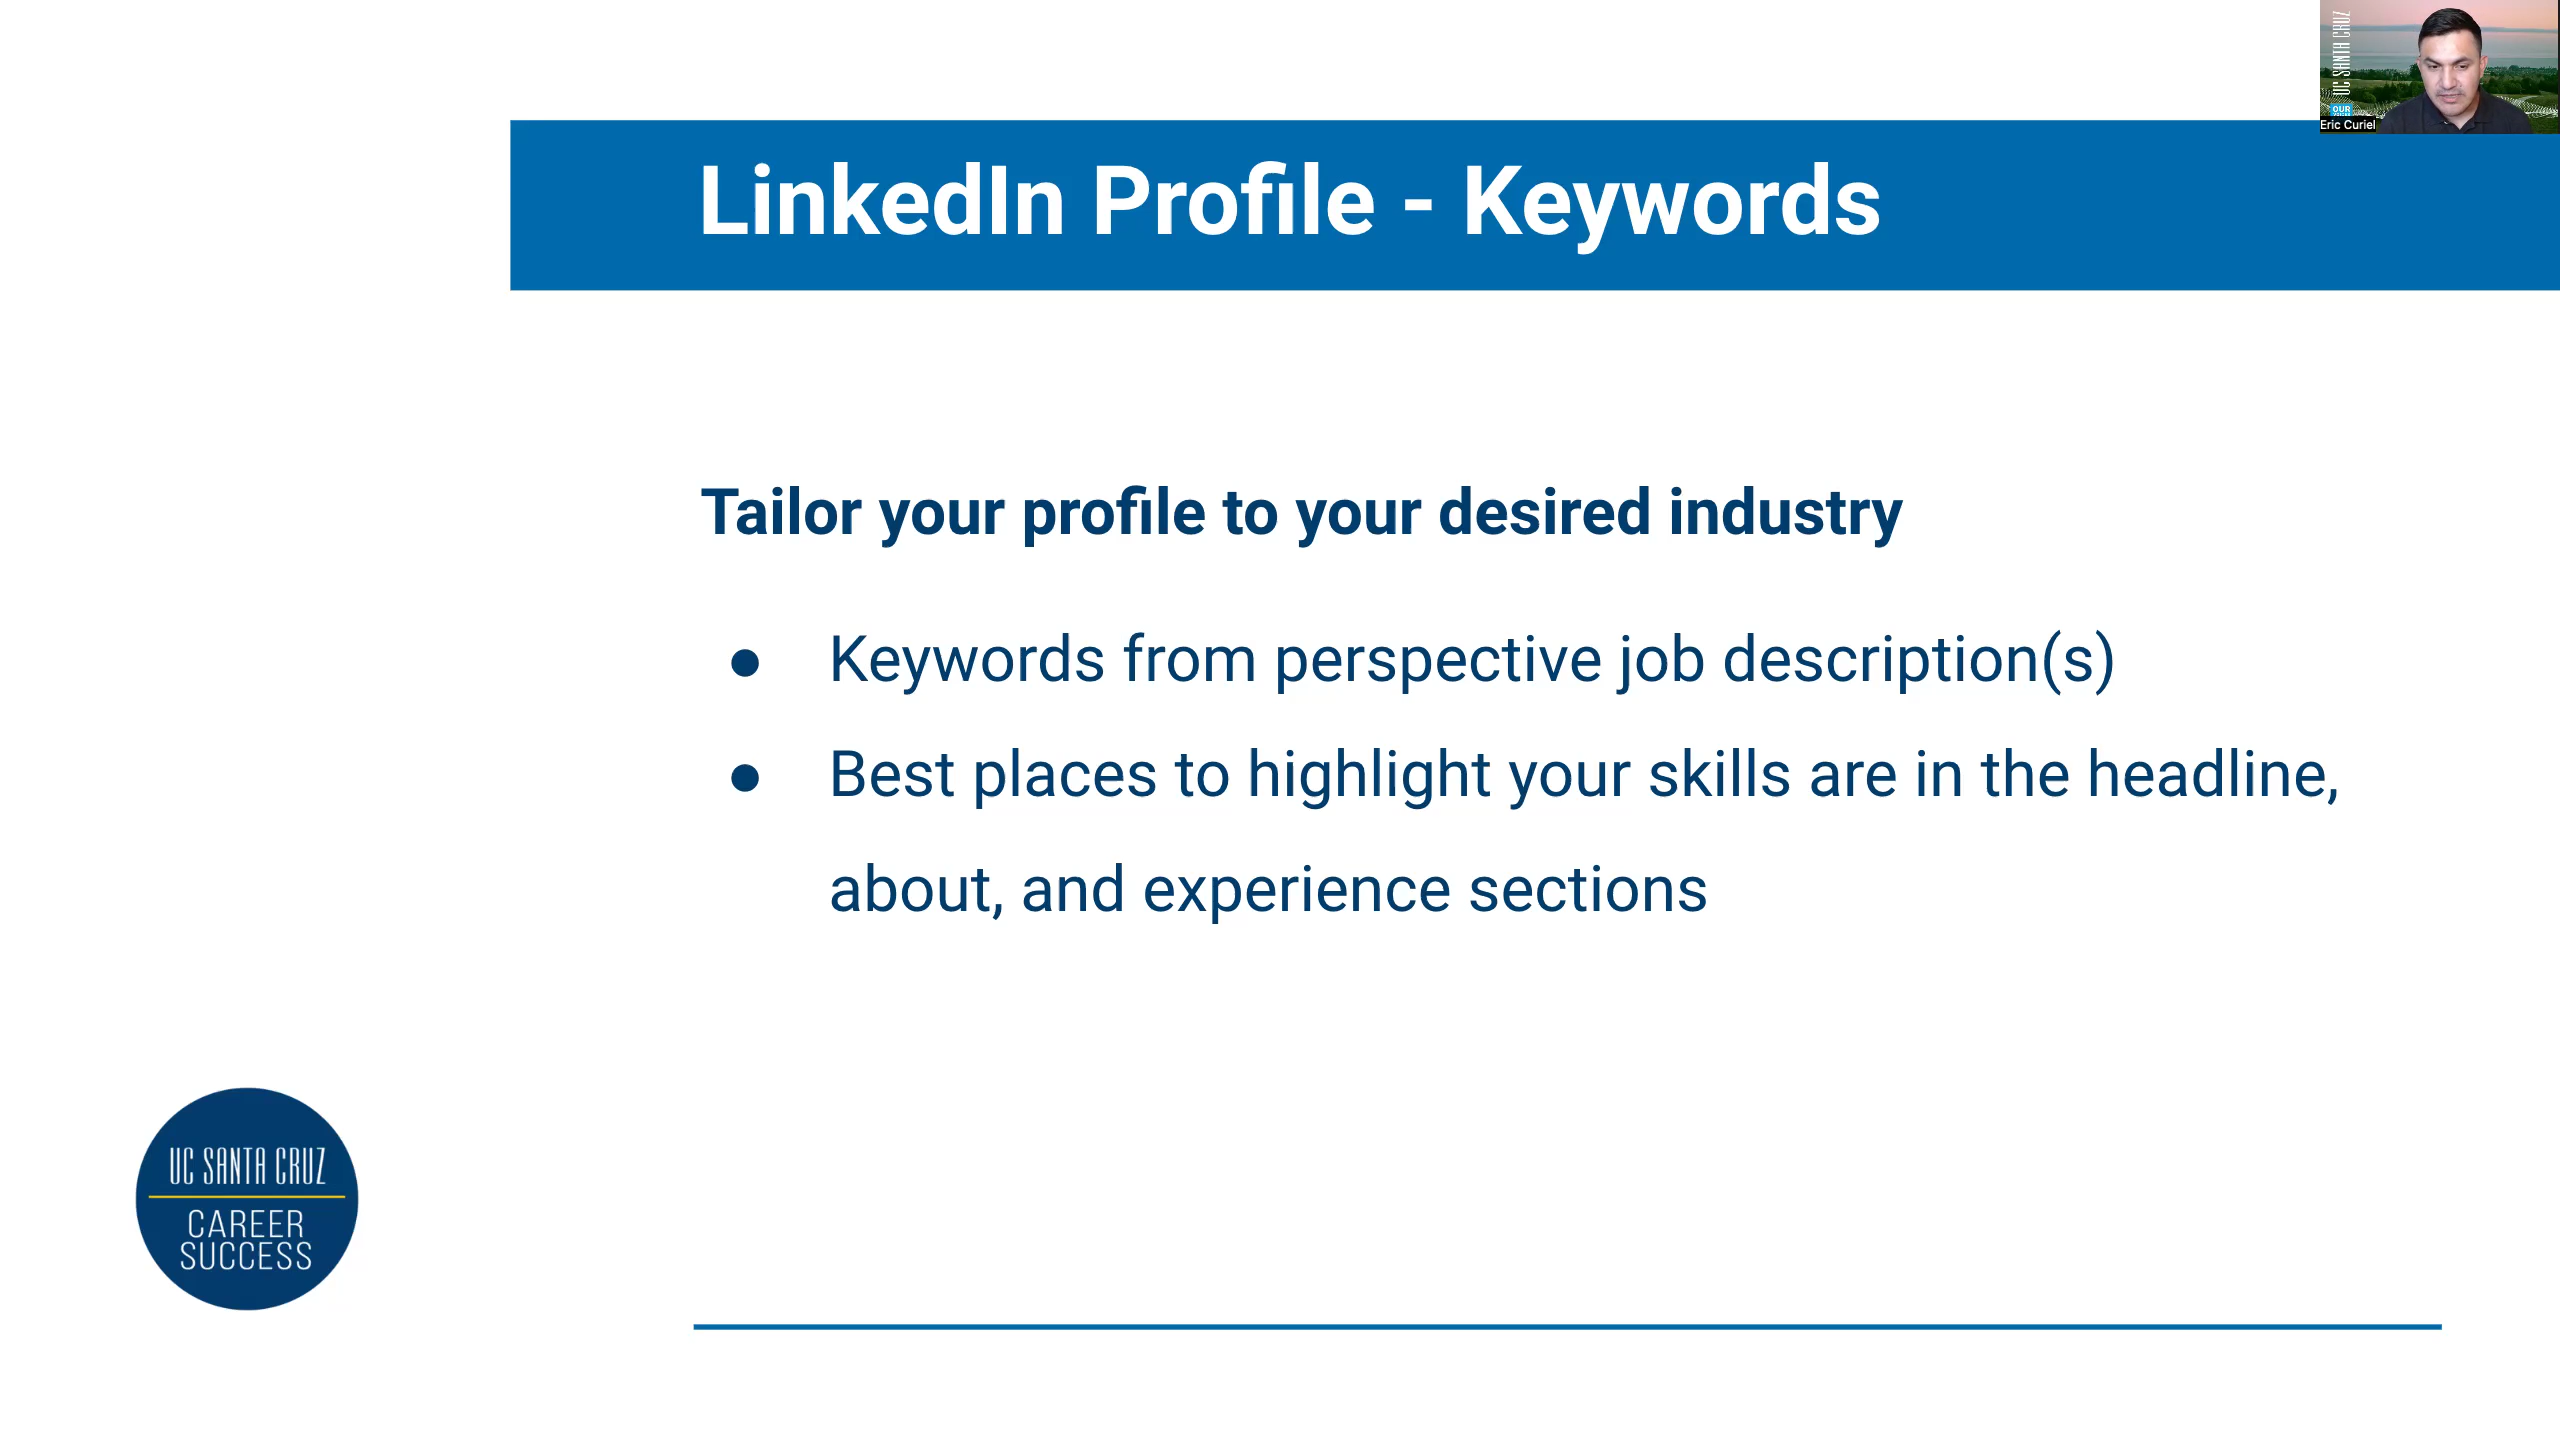 UC SANTA CRUZ
OUR
Eric Curiel
LinkedIn Profile - Keywords
Tailor your profile to your desired industry
● Keywords from perspective job description(s)
● Best places to highlight your skills are in the headline,
about, and experience sections
UC SANTA CRUZ
CAREER
SUCCESS